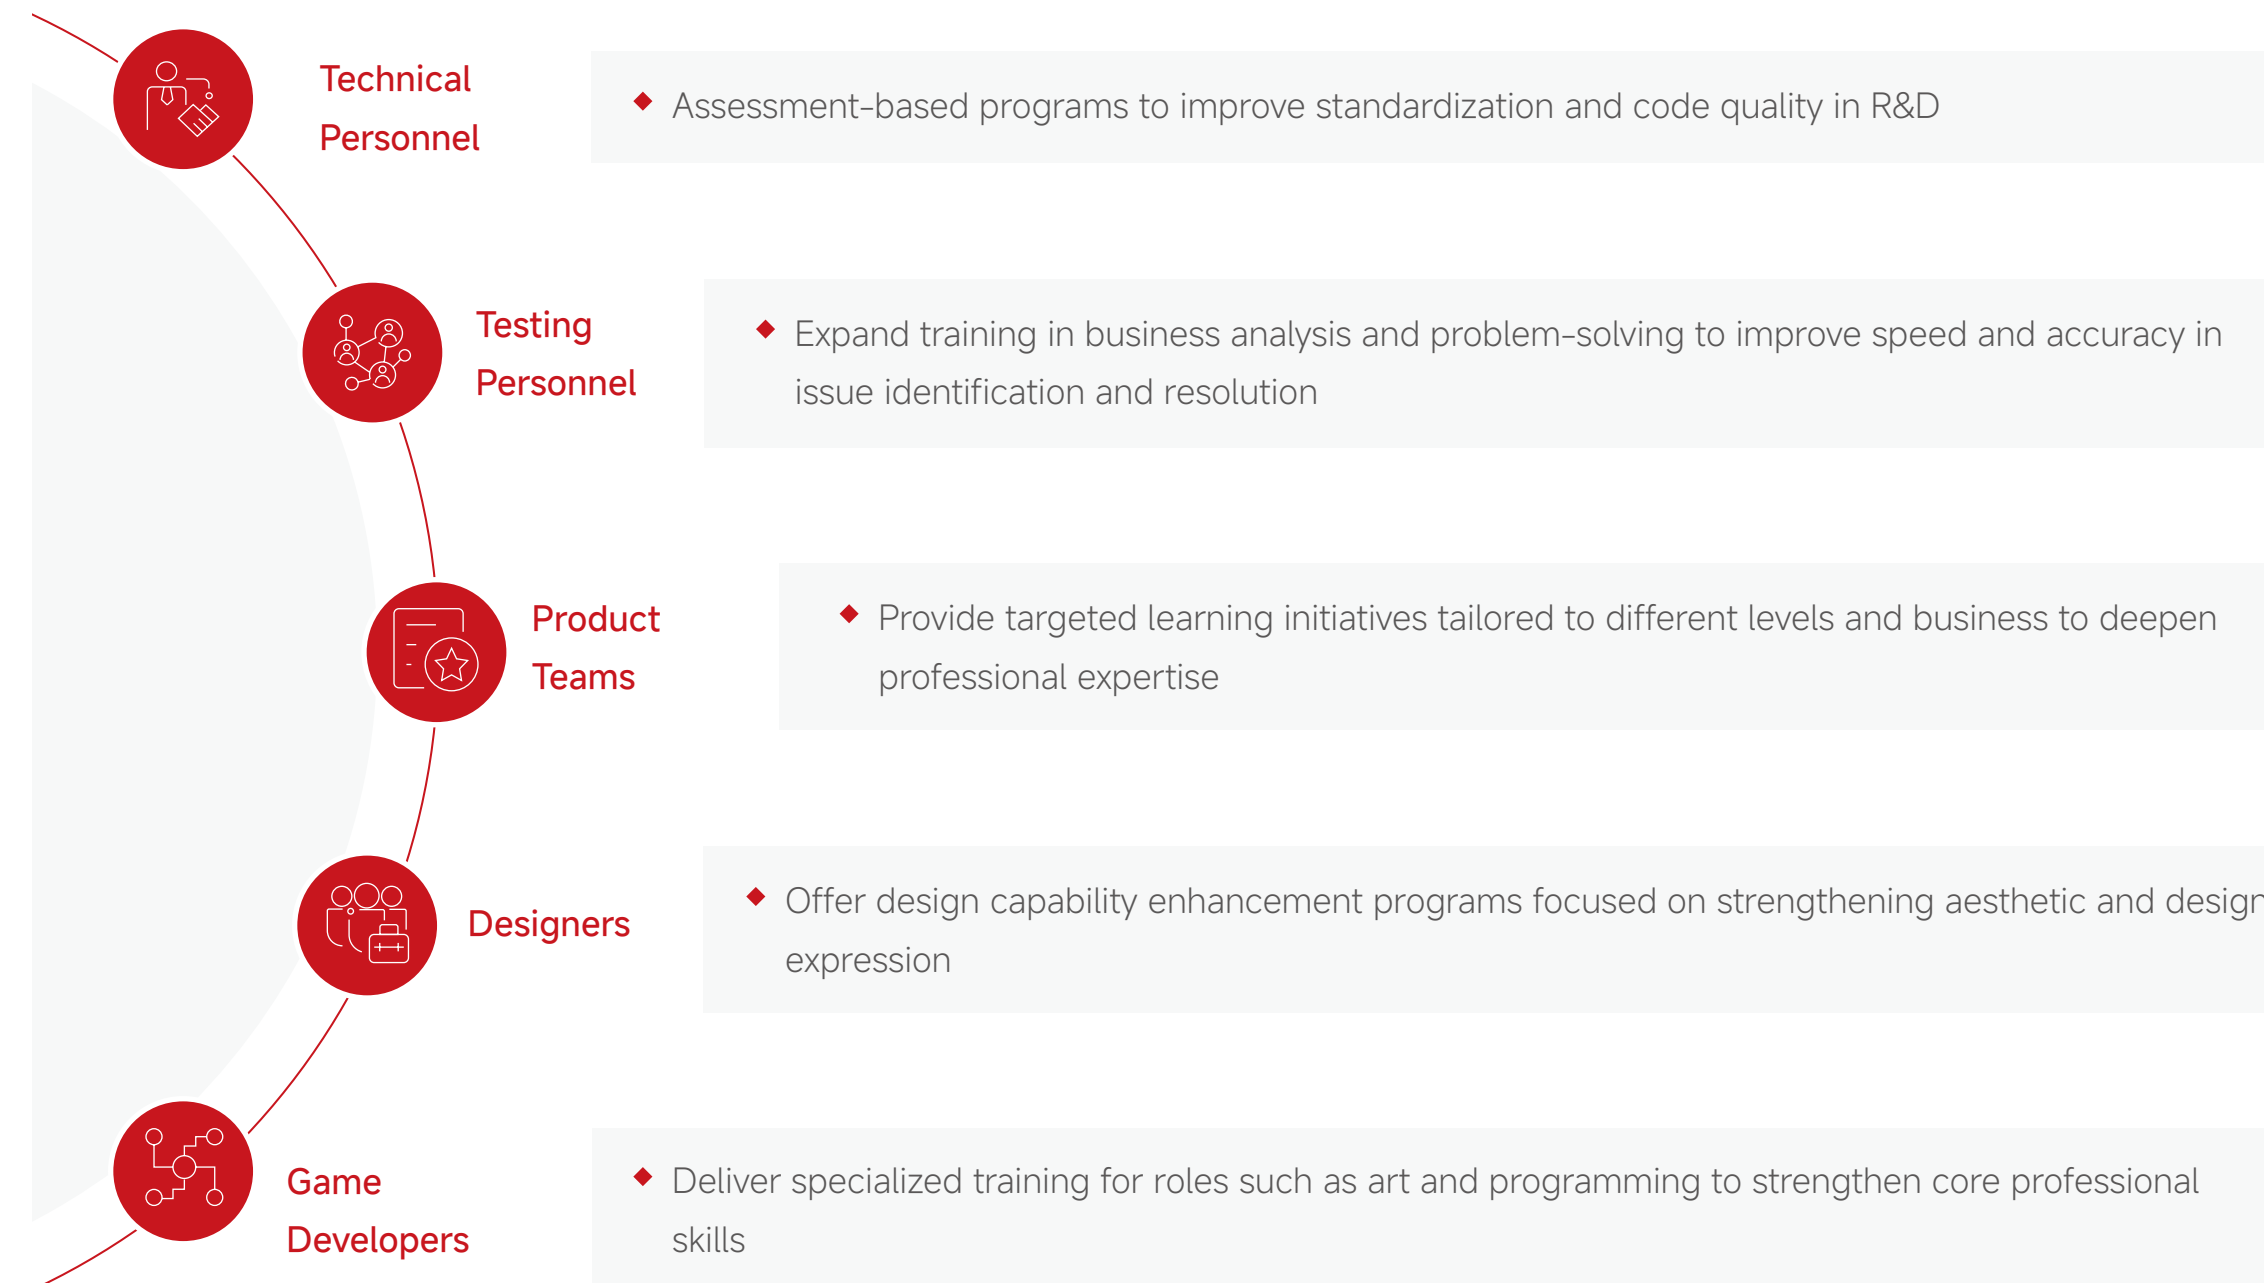 Technical
Personnel
◆ Assessment-based programs to improve standardization and code quality in R&D
Testing
Personnel
◆ Expand training in business analysis and problem-solving to improve speed and accuracy in
issue identification and resolution
Product
Teams
◆ Provide targeted learning initiatives tailored to different levels and business to deepen
professional expertise
Designers
◆ Offer design capability enhancement programs focused on strengthening aesthetic and design
expression
Game
Developers
◆ Deliver specialized training for roles such as art and programming to strengthen core professional
skills